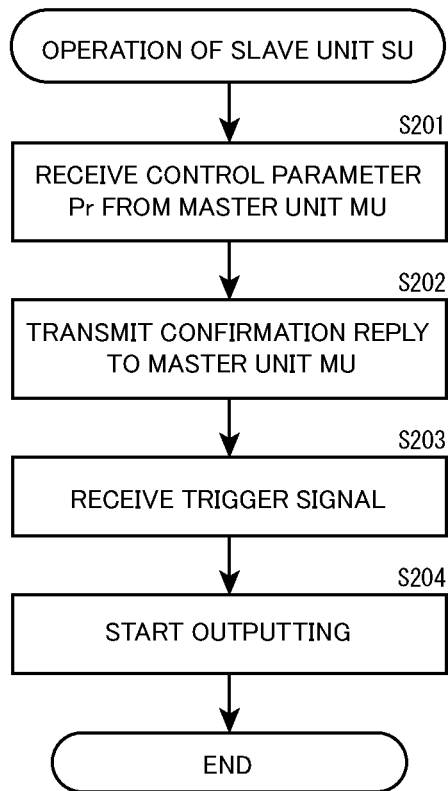 OPERATION OF SLAVE UNIT SU
S201
RECEIVE CONTROL PARAMETER
Pr FROM MASTER UNIT MU
S202
TRANSMIT CONFIRMATION REPLY
TO MASTER UNIT MU
S203
RECEIVE TRIGGER SIGNAL
S204
START OUTPUTTING
END